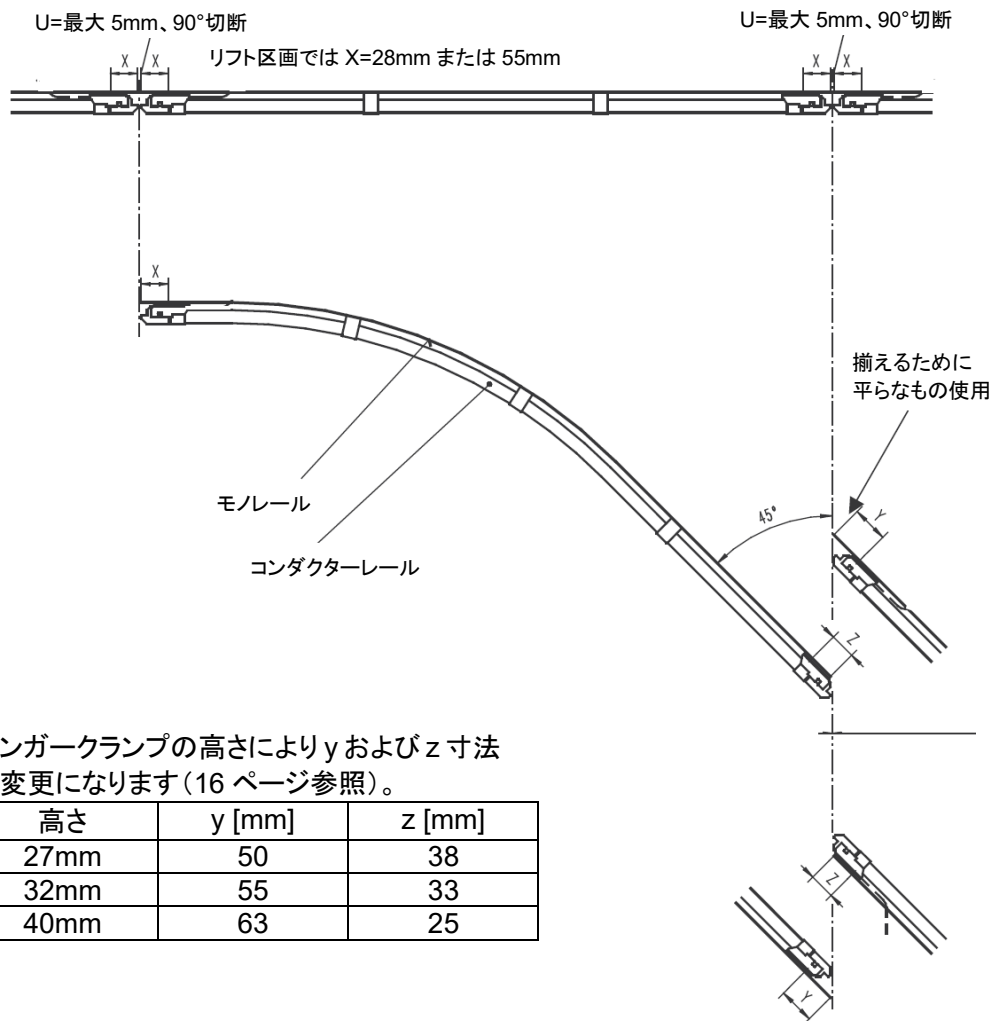 U=最大 5mm、90°切断
U=最大 5mm、90°切断
リフト区画では X=28mm または 55mm
X X
X X
X
揃えるために
平らなもの使用
モノレール
コンダクターレール
45°
Y
Z
ンガークランプの高さにより y および z 寸法
変更になります（16 ページ参照）。
高さ y [mm] z [mm]
27mm 50 38
32mm 55 33
40mm 63 25
Z
Y